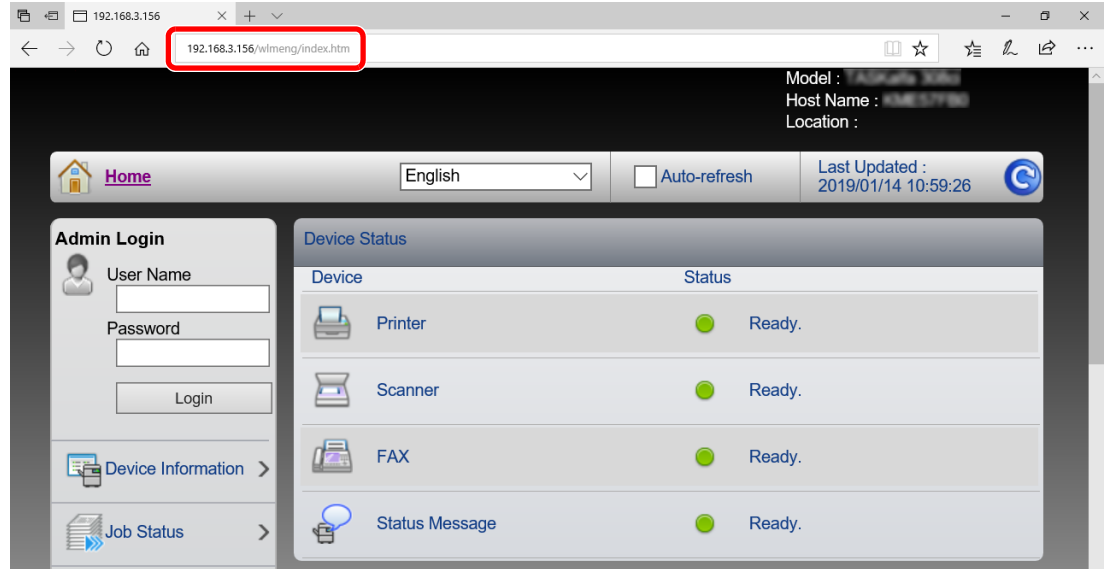 192.168.3.156
192.168.3.156/wlmeng/index.htm
Model :
Host Name :
Location :
Home
English
Auto-refresh
Last Updated :
2019/01/14 10:59:26
Admin Login
User Name
Password
Login
Device Information
Job Status
Device Status
Device Status
Printer Ready.
Scanner Ready.
FAX Ready.
Status Message Ready.